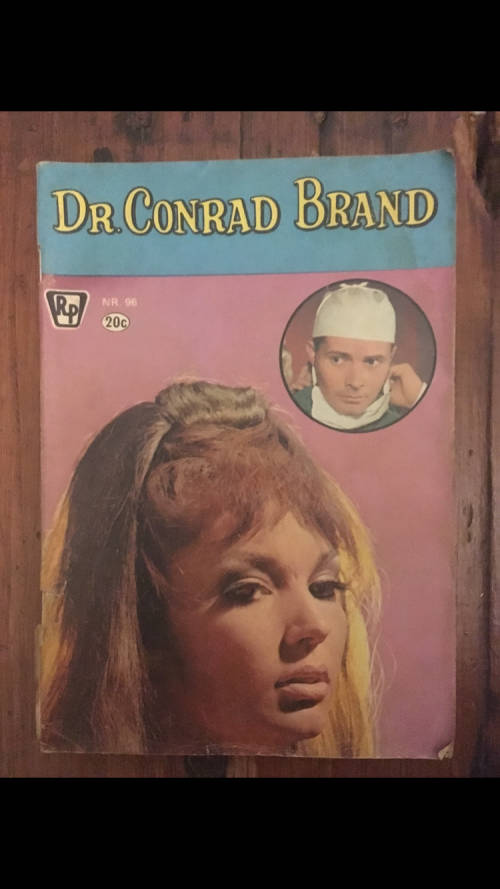 DR. CONRAD BRAND
RP
NR. 96
20c